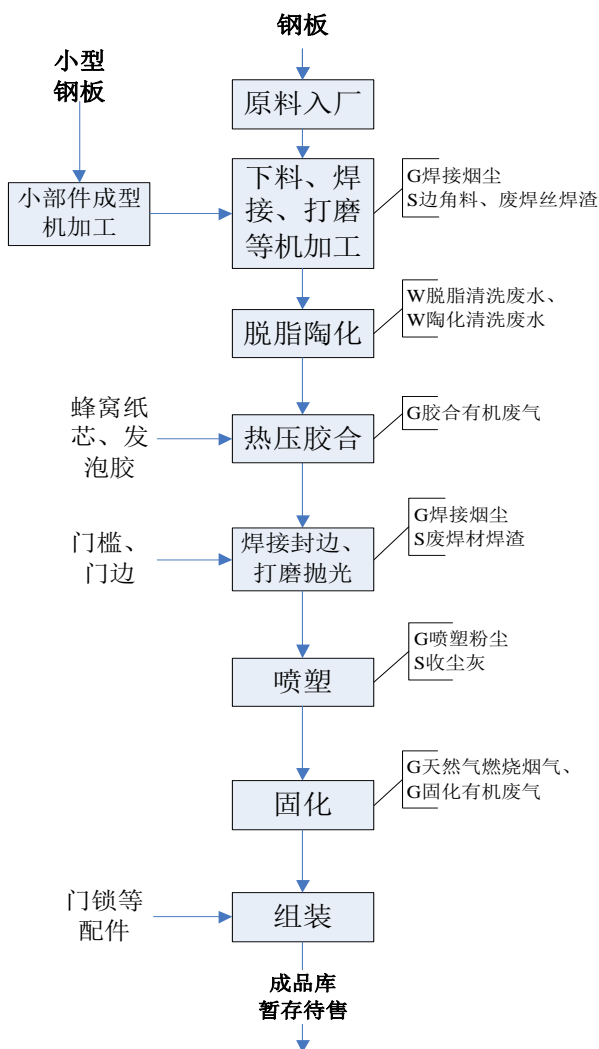 钢板
小型
钢板
原料入厂
小部件成型
机加工
下料、焊
接、打磨
等机加工
G焊接烟尘
S边角料、废焊丝焊渣
脱脂陶化
W脱脂清洗废水、
W陶化清洗废水
蜂窝纸
芯、发
泡胶
热压胶合
G胶合有机废气
门槛、
门边
焊接封边、
打磨抛光
G焊接烟尘
S废焊材焊渣
喷塑
G喷塑粉尘
S收尘灰
固化
G天然气燃烧烟气、
G固化有机废气
门锁等
配件
组装
成品库
暂存待售